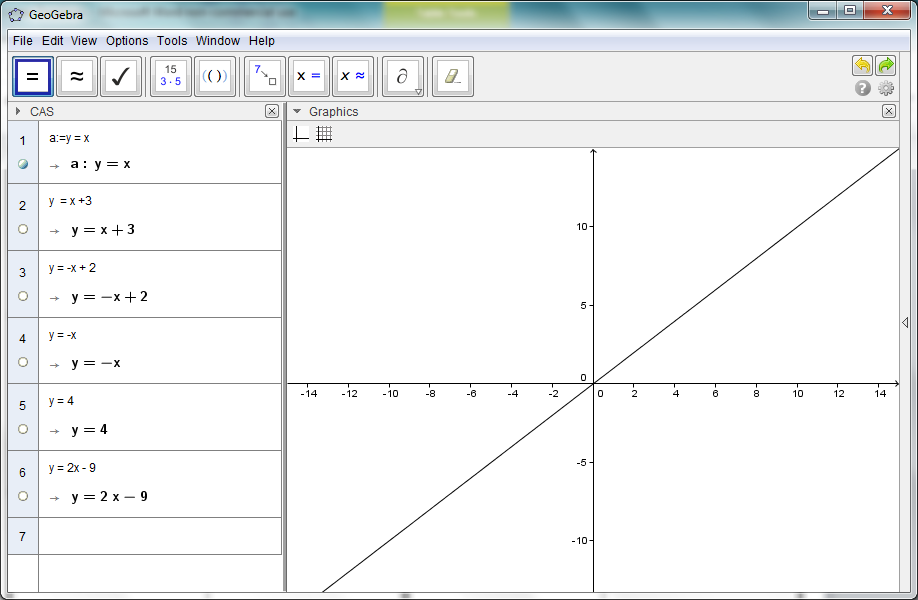 GeoGebra
File Edit View Options Tools Window Help
= ≈ ✓ 15 3 · 5 ( ( ) ) 7 x = x ≈ ∂
?
CAS
Graphics
1
a:=y = x
→ a : y = x
2
y = x +3
→ y = x + 3
3
y = -x + 2
→ y = −x + 2
4
y = -x
→ y = −x
5
y = 4
→ y = 4
6
y = 2x - 9
→ y = 2 x − 9
7
10
5
0
-14 -12 -10 -8 -6 -4 -2 0 2 4 6 8 10 12 14
-5
-10